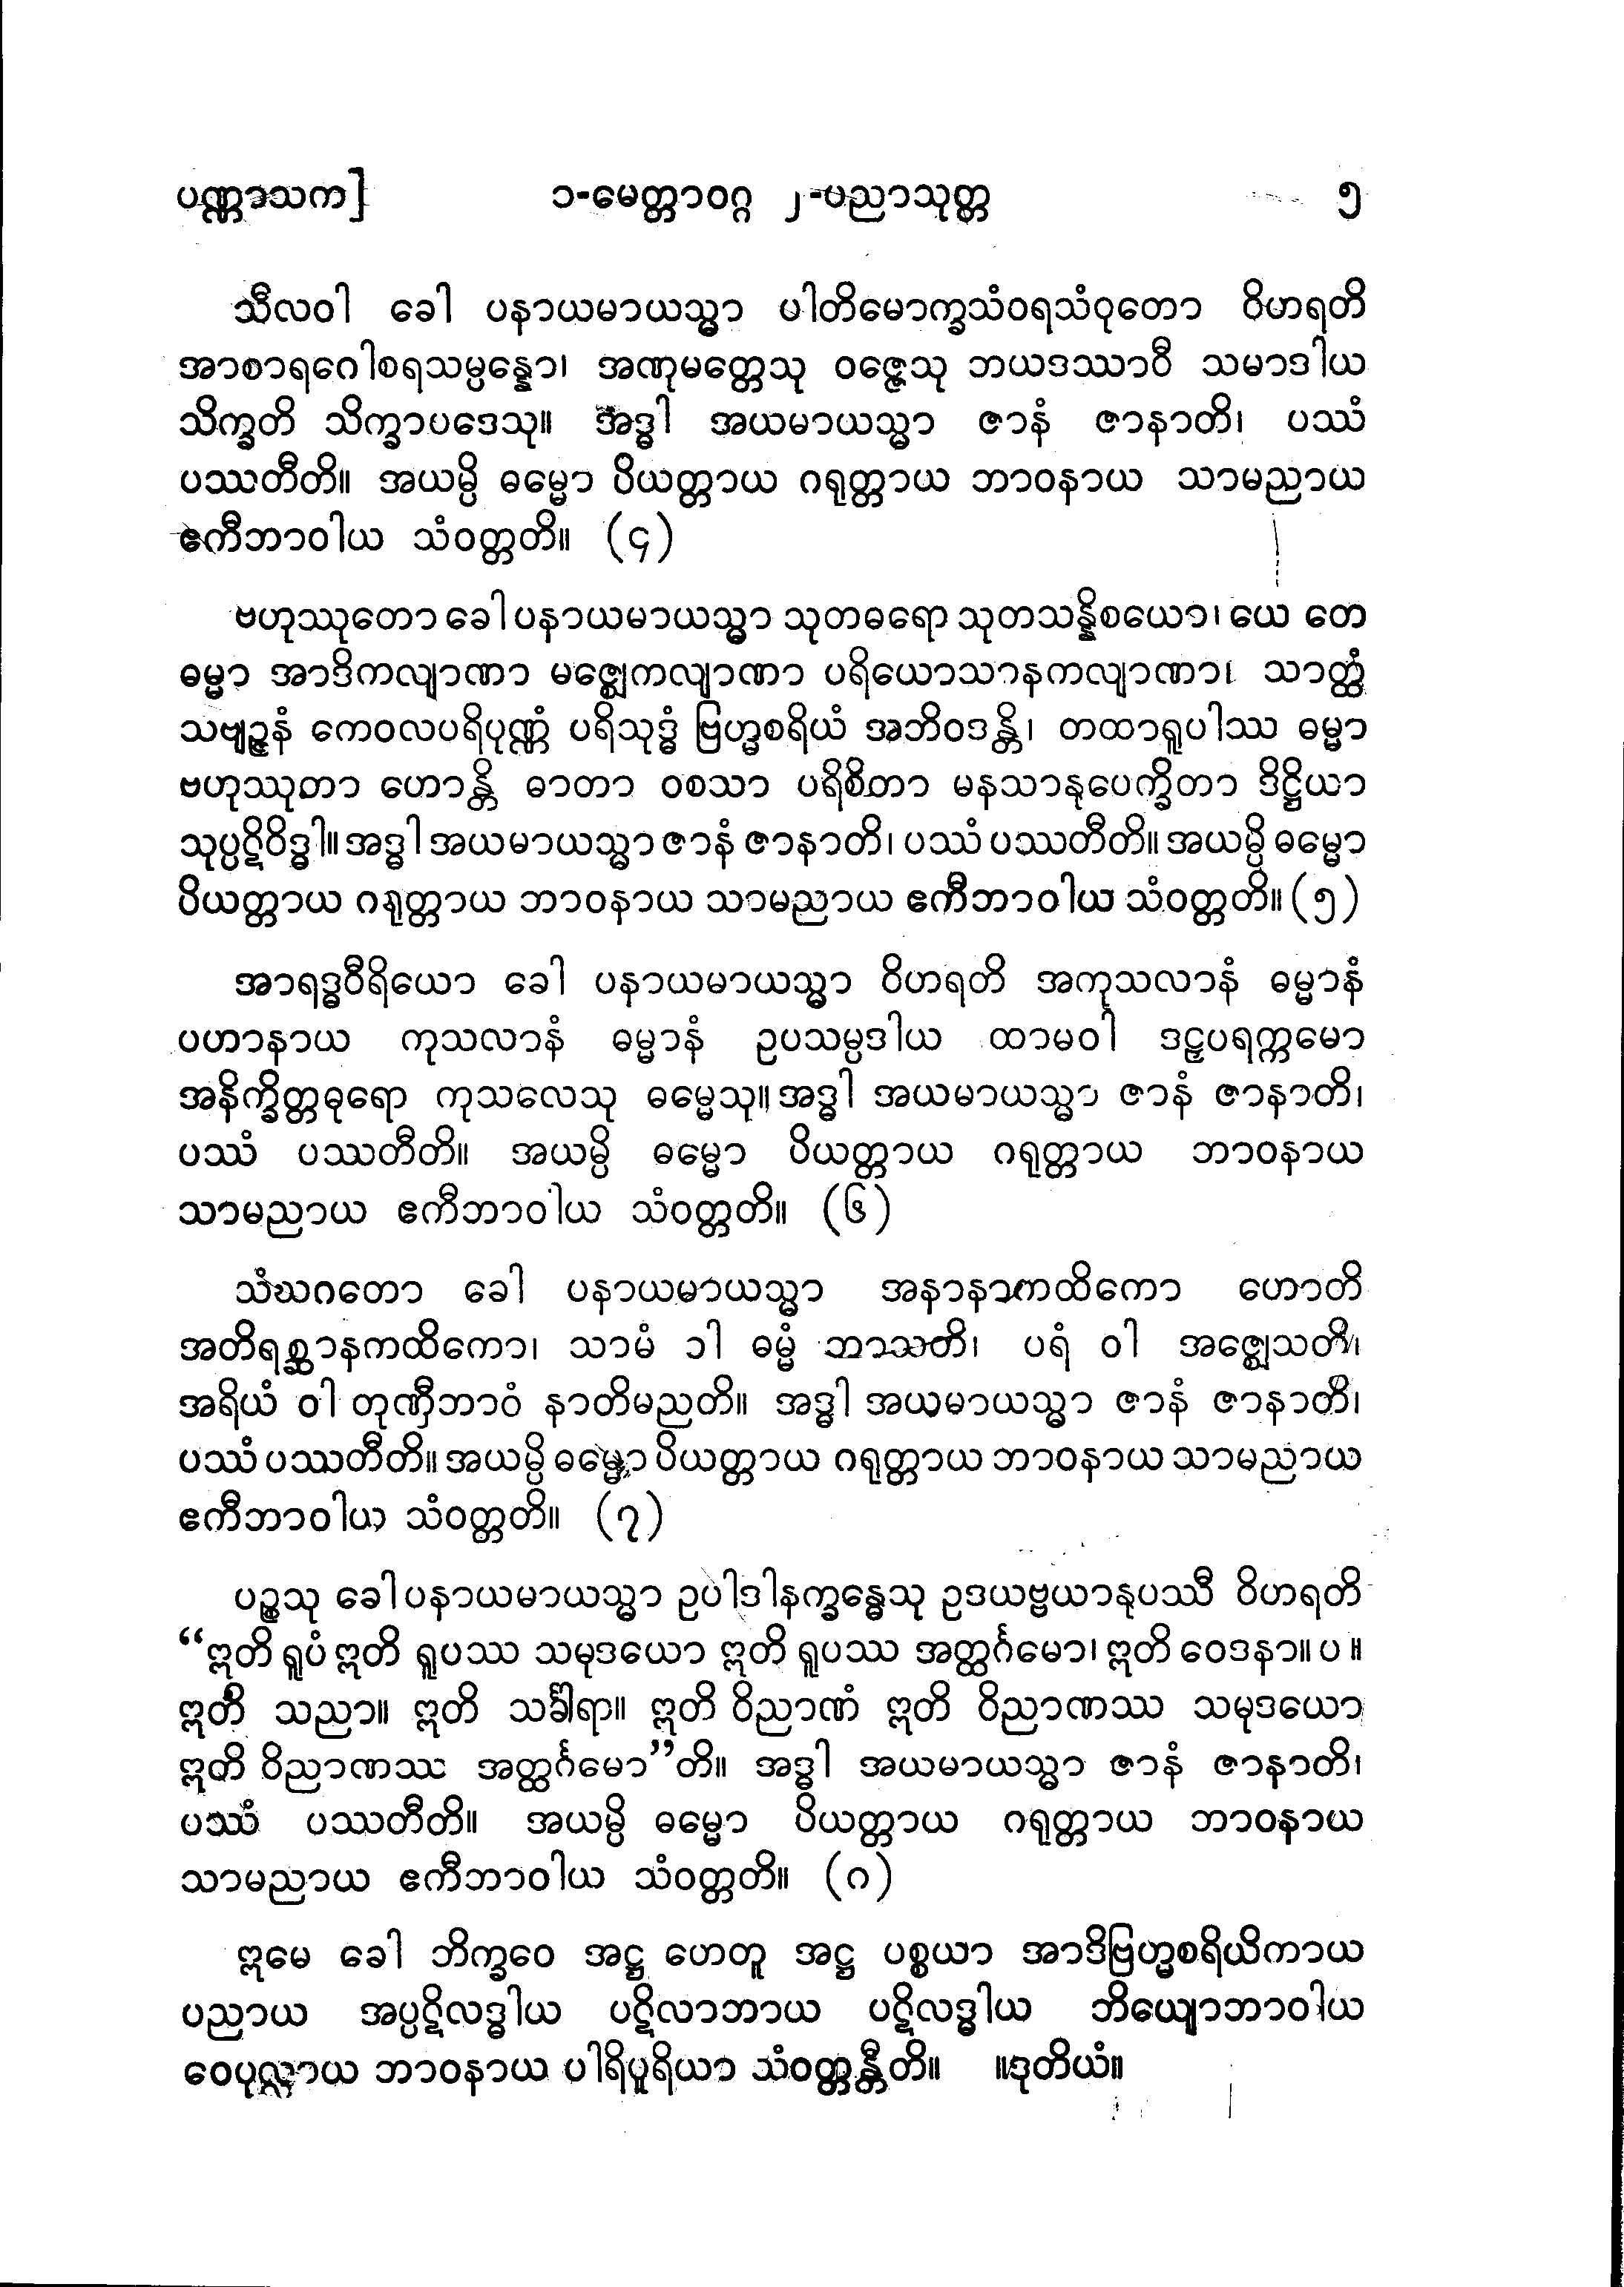 ပဏ္ဏာသက] ၁-မေတ္တာဝဂ္ဂ ၂-ပညာသုတ္တ ၅
သီလဝါ ခေါ ပနာယမာယသ္မာ ပါတိမောက္ခသံဝရသံဝုတော ဝိဟရတိ
အာစာရဂေါစရသမ္ပန္နော၊ အဏုမတ္တေသု ဝဇ္ဇေသု ဘယဒဿာဝီ သမာဒါယ
သိက္ခတိ သိက္ခာပဒေသု။ အဒ္ဓါ အယမာယသ္မာ ဇာနံ ဇာနာတိ၊ ပဿံ
ပဿတီတိ။ အယမ္ပိ ဓမ္မော ပိယတ္တာယ ဂရုတ္တာယ ဘာဝနာယ သာမညာယ
ဧကီဘာဝါယ သံဝတ္တတိ။ (၄)
ဗဟုဿုတော ခေါ ပနာယမာယသ္မာ သုတဓရော သုတသန္နိစယော၊ ယေ တေ
ဓမ္မာ အာဒိကလျာဏာ မဇ္ဈေကလျာဏာ ပရိယောသာနကလျာဏာ၊ သာတ္ထံ
သဗျဉ္ဇနံ ကေဝလပရိပုဏ္ဏံ ပရိသုဒ္ဓံ ဗြဟ္မစရိယံ အဘိဝဒန္တိ၊ တထာရူပါဿ ဓမ္မာ
ဗဟုဿုတာ ဟောန္တိ ဓာတာ ဝစသာ ပရိစိတာ မနသာနုပေက္ခိတာ ဒိဋ္ဌိယာ
သုပ္ပဋိဝိဒ္ဓါ။ အဒ္ဓါ အယမာယသ္မာ ဇာနံ ဇာနာတိ၊ ပဿံ ပဿတီတိ။ အယမ္ပိ ဓမ္မော
ပိယတ္တာယ ဂရုတ္တာယ ဘာဝနာယ သာမညာယ ဧကီဘာဝါယ သံဝတ္တတိ။ (၅)
အာရဒ္ဓဝီရိယော ခေါ ပနာယမာယသ္မာ ဝိဟရတိ အကုသလာနံ ဓမ္မာနံ
ပဟာနာယ ကုသလာနံ ဓမ္မာနံ ဥပသမ္ပဒါယ ထာမဝါ ဒဠှပရက္ကမော
အနိက္ခိတ္တဓုရော ကုသလေသု ဓမ္မေသု။ အဒ္ဓါ အယမာယသ္မာ ဇာနံ ဇာနာတိ၊
ပဿံ ပဿတီတိ။ အယမ္ပိ ဓမ္မော ပိယတ္တာယ ဂရုတ္တာယ ဘာဝနာယ
သာမညာယ ဧကီဘာဝါယ သံဝတ္တတိ။ (၆)
သံဃဂတော ခေါ ပနာယမာယသ္မာ အနာနာကထိကော ဟောတိ
အတိရစ္ဆာနကထိကော၊ သာမံ ဝါ ဓမ္မံ ဘာသတိ၊ ပရံ ဝါ အဇ္ဈေသတိ၊
အရိယံ ဝါ တုဏှီဘာဝံ နာတိမညတိ။ အဒ္ဓါ အယမာယသ္မာ ဇာနံ ဇာနာတိ၊
ပဿံ ပဿတီတိ။ အယမ္ပိ ဓမ္မော ပိယတ္တာယ ဂရုတ္တာယ ဘာဝနာယ သာမညာယ
ဧကီဘာဝါယ သံဝတ္တတိ။ (၇)
ပဉ္စသု ခေါ ပနာယမာယသ္မာ ဥပါဒါနက္ခန္ဓေသု ဥဒယဗ္ဗယာနုပဿီ ဝိဟရတိ
“ဣတိ ရူပံ ဣတိ ရူပဿ သမုဒယော ဣတိ ရူပဿ အတ္ထင်္ဂမော၊ ဣတိ ဝေဒနာ။ ပ ။
ဣတိ သညာ။ ဣတိ သင်္ခါရာ။ ဣတိ ဝိညာဏံ ဣတိ ဝိညာဏဿ သမုဒယော
ဣတိ ဝိညာဏဿ အတ္ထင်္ဂမော”တိ။ အဒ္ဓါ အယမာယသ္မာ ဇာနံ ဇာနာတိ၊
ပဿံ ပဿတီတိ။ အယမ္ပိ ဓမ္မော ပိယတ္တာယ ဂရုတ္တာယ ဘာဝနာယ
သာမညာယ ဧကီဘာဝါယ သံဝတ္တတိ။ (၈)
ဣမေ ခေါ ဘိက္ခဝေ အဋ္ဌ ဟေတူ အဋ္ဌ ပစ္စယာ အာဒိဗြဟ္မစရိယိကာယ
ပညာယ အပ္ပဋိလဒ္ဓါယ ပဋိလာဘာယ ပဋိလဒ္ဓါယ ဘိယျောဘာဝါယ
ဝေပုလ္လာယ ဘာဝနာယ ပါရိပူရိယာ သံဝတ္တန္တီတိ။ ။ဒုတိယံ။